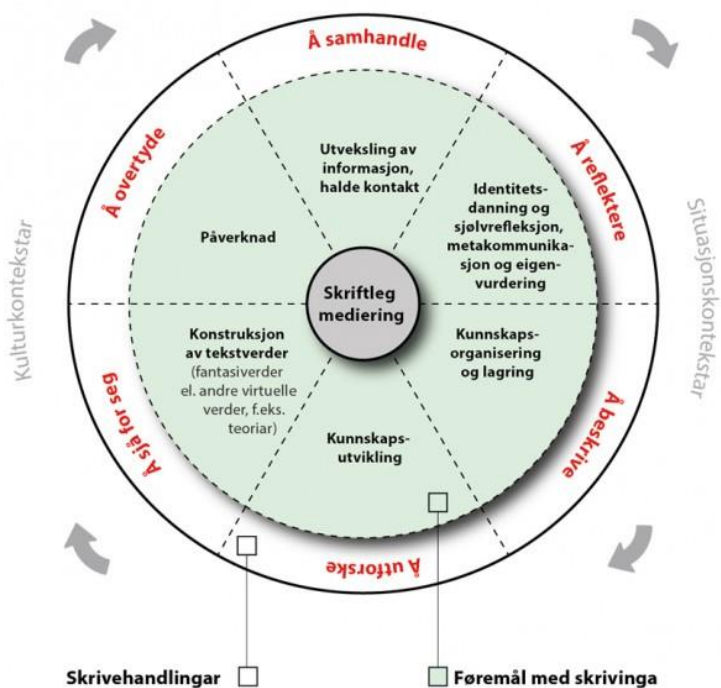 Å samhandle
Å reflektere
Å beskrive
Å utforske
Å sjå for seg
Å overtyde
Kulturkontekstar
Situasjonskontekstar
Utveksling av
informasjon,
halde kontakt
Identitets-
danning og
sjølvrefleksjon,
metakommunika-
sjon og eigen-
vurdering
Kunnskaps-
organisering
og lagring
Kunnskaps-
utvikling
Konstruksjon
av tekstverder
(fantasiverder
el. andre virtuelle
verder, f.eks.
teoriar)
Påverknad
Skriftleg
mediering
Skrivehandlingar
Føremål med skrivinga